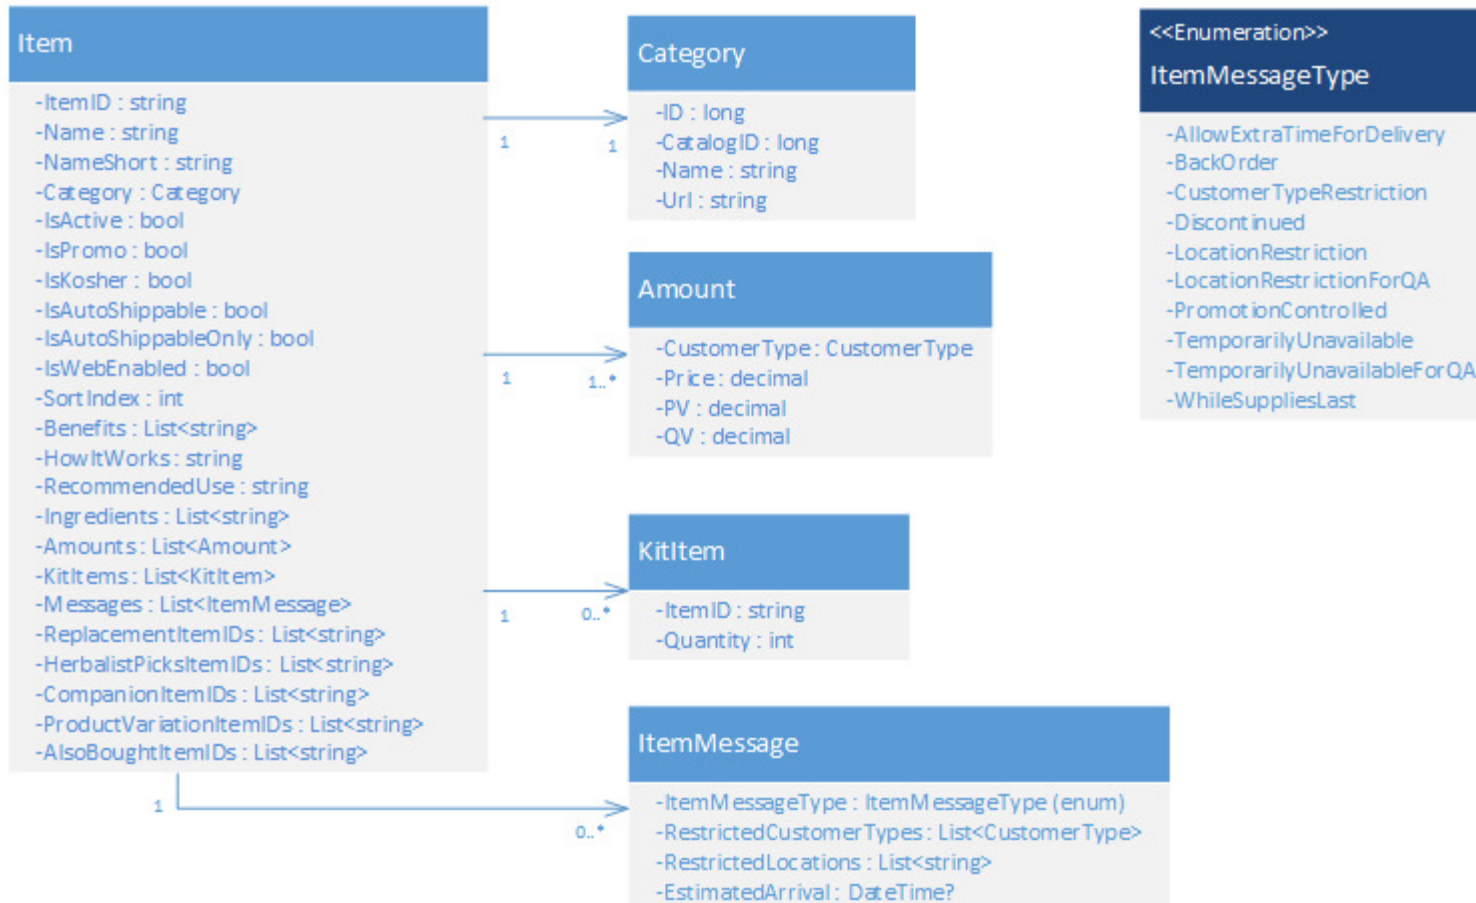 Item
-ItemID : string
-Name : string
-NameShort : string
-Category : Category
-IsActive : bool
-IsPromo : bool
-IsKosher : bool
-IsAutoShippable : bool
-IsAutoShippableOnly : bool
-IsWebEnabled : bool
-SortIndex : int
-Benefits : List<string>
-HowItWorks : string
-RecommendedUse : string
-Ingredients : List<string>
-Amounts : List<Amount>
-KitItems : List<KitItem>
-Messages : List<ItemMessage>
-ReplacementItemIDs : List<string>
-HerbalistPicksItemIDs : List<string>
-CompanionItemIDs : List<string>
-ProductVariationItemIDs : List<string>
-AlsoBoughtItemIDs : List<string>
1
1
Category
-ID : long
-CatalogID : long
-Name : string
-Url : string
1
1..*
Amount
-CustomerType : CustomerType
-Price : decimal
-PV : decimal
-QV : decimal
1
0..*
KitItem
-ItemID : string
-Quantity : int
1
0..*
ItemMessage
-ItemMessageType : ItemMessageType (enum)
-RestrictedCustomerTypes : List<CustomerType>
-RestrictedLocations : List<string>
-EstimatedArrival : DateTime?
<<Enumeration>>
ItemMessageType
-AllowExtraTimeForDelivery
-BackOrder
-CustomerTypeRestriction
-Discontinued
-LocationRestriction
-LocationRestrictionForQA
-PromotionControlled
-TemporarilyUnavailable
-TemporarilyUnavailableForQA
-WhileSuppliesLast